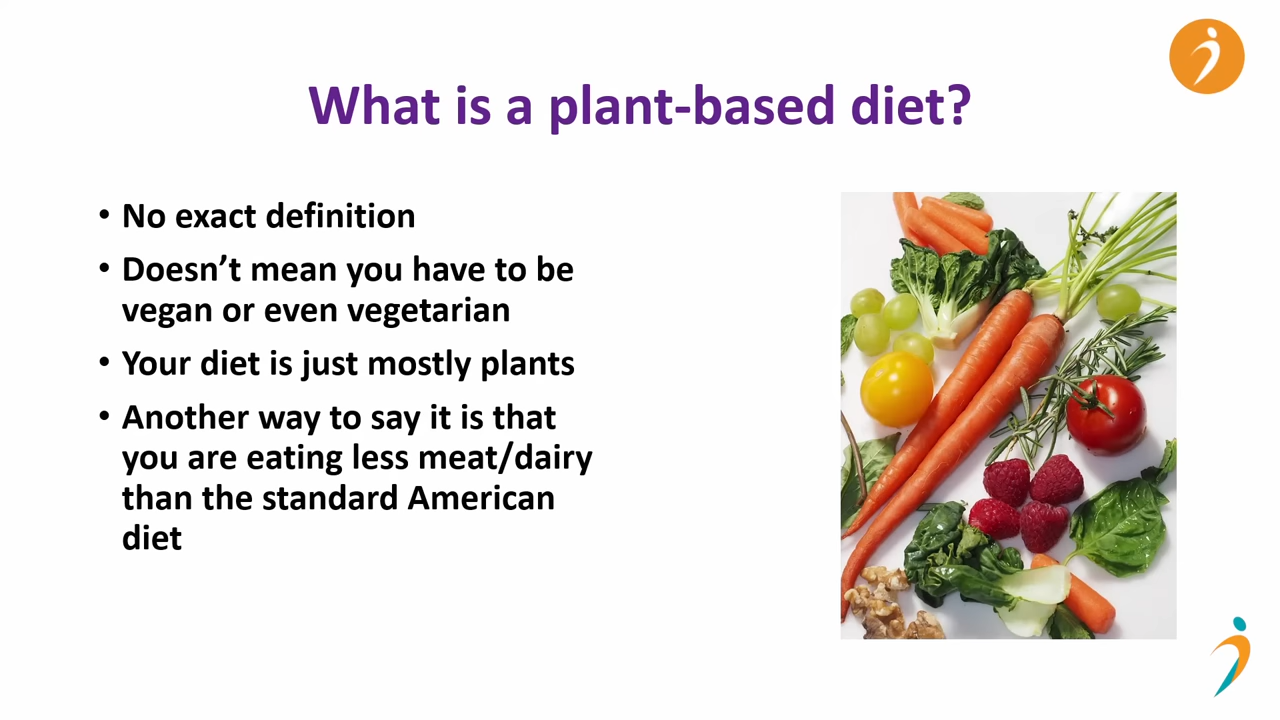 What is a plant-based diet?
• No exact definition
• Doesn’t mean you have to be
vegan or even vegetarian
• Your diet is just mostly plants
• Another way to say it is that
you are eating less meat/dairy
than the standard American
diet